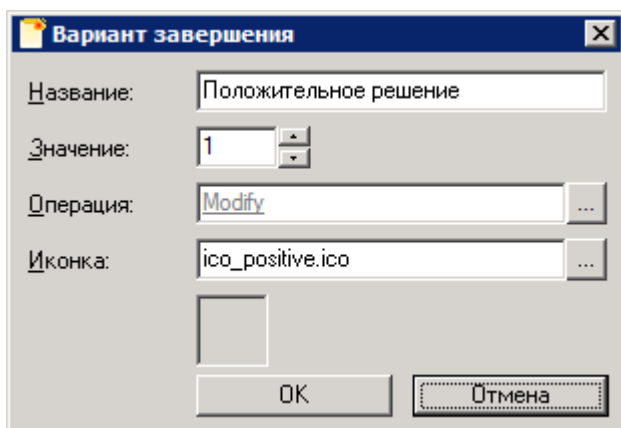 Вариант завершения
Название: Положительное решение
Значение: 1
Операция: Modify ...
Иконка: ico_positive.ico ...
OK Отмена